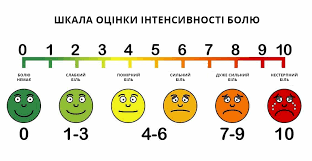 ШКАЛА ОЦІНКИ ІНТЕНСИВНОСТІ БОЛЮ
0 1 2 3 4 5 6 7 8 9 10
БОЛЮ НЕМАЄ
СЛАБКИЙ БІЛЬ
ПОМІРНИЙ БІЛЬ
СИЛЬНИЙ БІЛЬ
ДУЖЕ СИЛЬНИЙ БІЛЬ
НЕСТЕРПНИЙ БІЛЬ
0 1-3 4-6 7-9 10